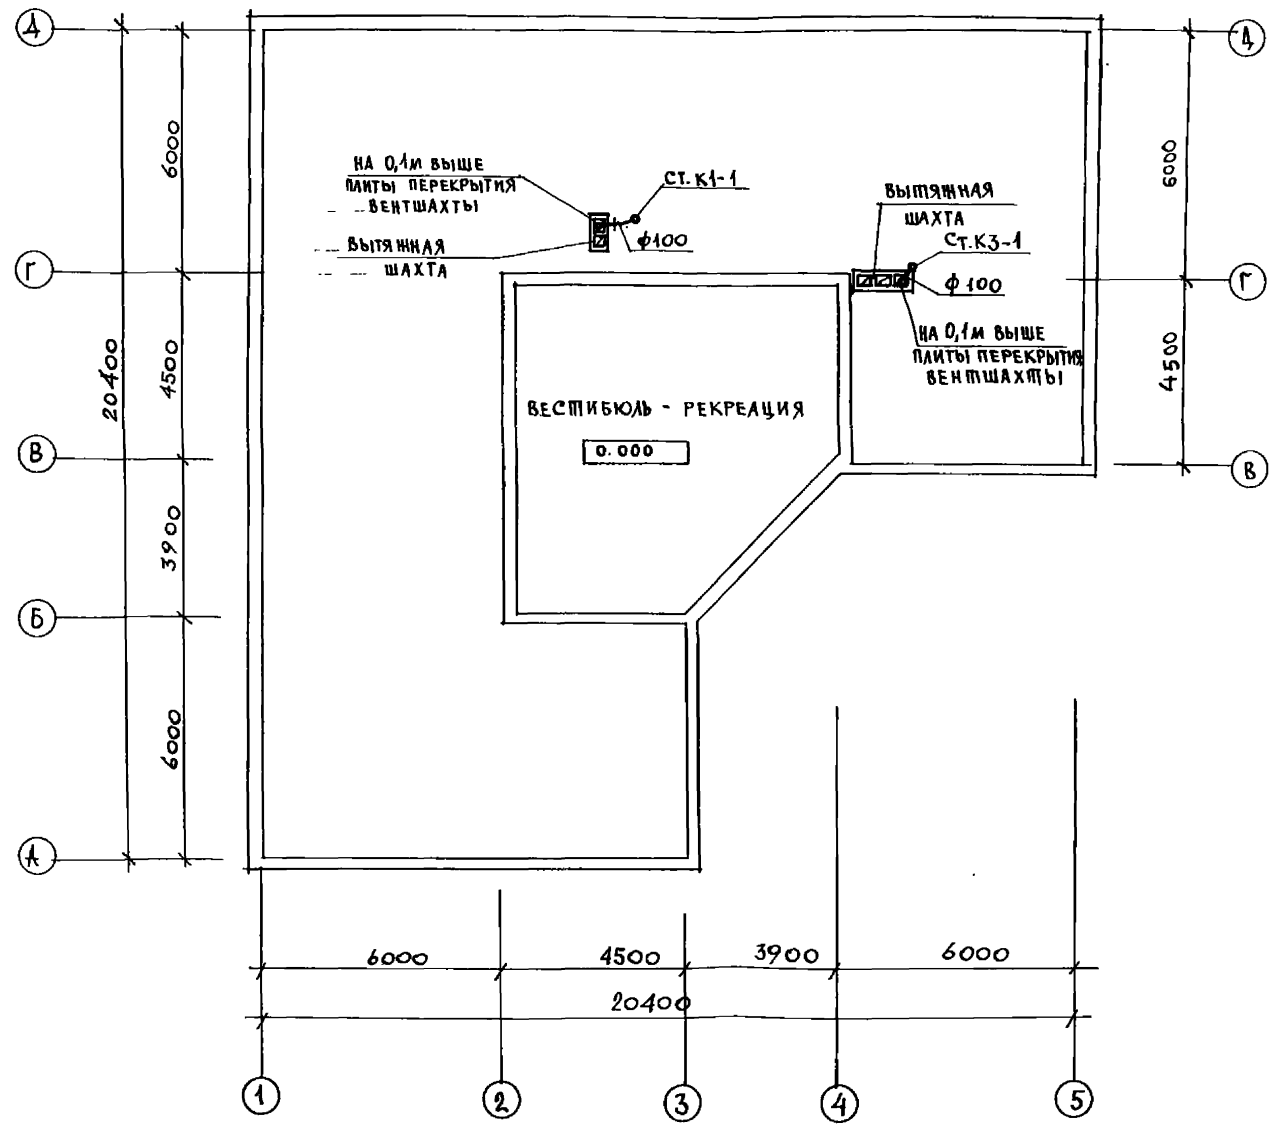 Д
Д
6000
6000
НА 0,1М ВЫШЕ
ПЛИТЫ ПЕРЕКРЫТИЯ
ВЕНТШАХТЫ
СТ. К1-1
ф100
ВЫТЯЖНАЯ
ШАХТА
ВЫТЯЖНАЯ
ШАХТА
СТ. К3-1
ф 100
НА 0,1М ВЫШЕ
ПЛИТЫ ПЕРЕКРЫТИЯ
ВЕНТШАХТЫ
Г
Г
20400
4500
4500
ВЕСТИБЮЛЬ - РЕКРЕАЦИЯ
0.000
В
В
3900
Б
6000
А
6000
4500
3900
6000
20400
1
2
3
4
5